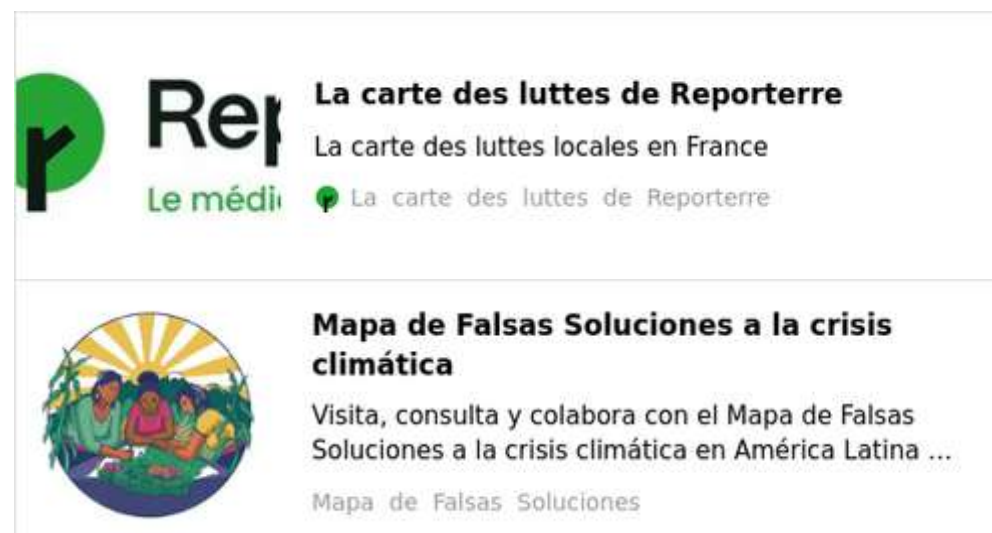 Rep
Le médi
La carte des luttes de Reporterre
La carte des luttes locales en France
La carte des luttes de Reporterre
Mapa de Falsas Soluciones a la crisis
climática
Visita, consulta y colabora con el Mapa de Falsas
Soluciones a la crisis climática en América Latina ...
Mapa de Falsas Soluciones